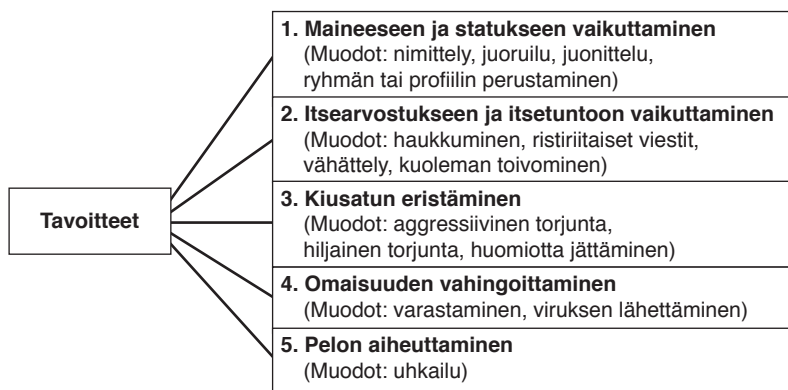 1. Maineeseen ja statukseen vaikuttaminen
(Muodot: nimittely, juoruilu, juonittelu,
ryhmän tai profiilin perustaminen)
2. Itsearvostukseen ja itsetuntoon vaikuttaminen
(Muodot: haukkuminen, ristiriitaiset viestit,
vähättely, kuoleman toivominen)
Tavoitteet
3. Kiusatun eristäminen
(Muodot: aggressiivinen torjunta,
hiljainen torjunta, huomiotta jättäminen)
4. Omaisuuden vahingoittaminen
(Muodot: varastaminen, viruksen lähettäminen)
5. Pelon aiheuttaminen
(Muodot: uhkailu)